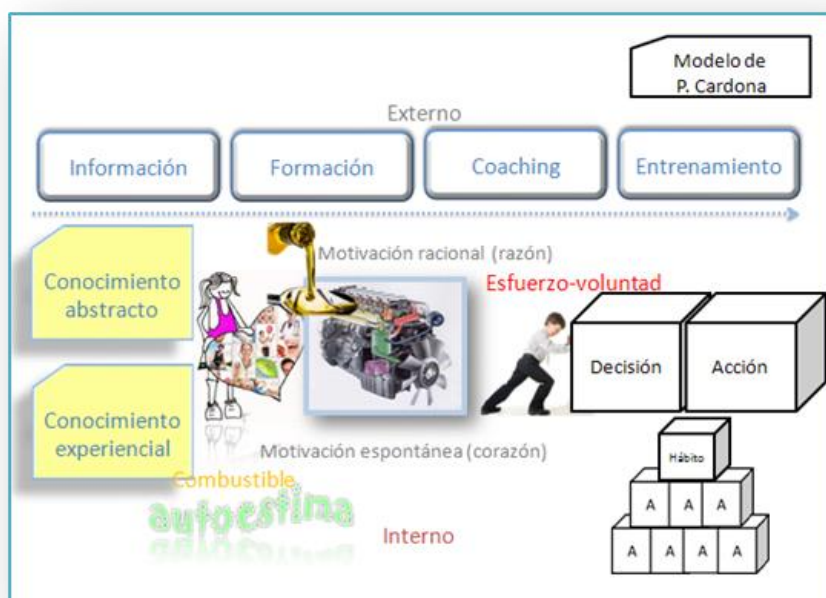 Modelo de
P. Cardona
Externo
Información
Formación
Coaching
Entrenamiento
Motivación racional (razón)
Conocimiento
abstracto
Esfuerzo-voluntad
Decisión
Acción
Conocimiento
experiencial
Motivación espontánea (corazón)
Combustible
autoestima
Interno
Hábito
A A A
A A A A